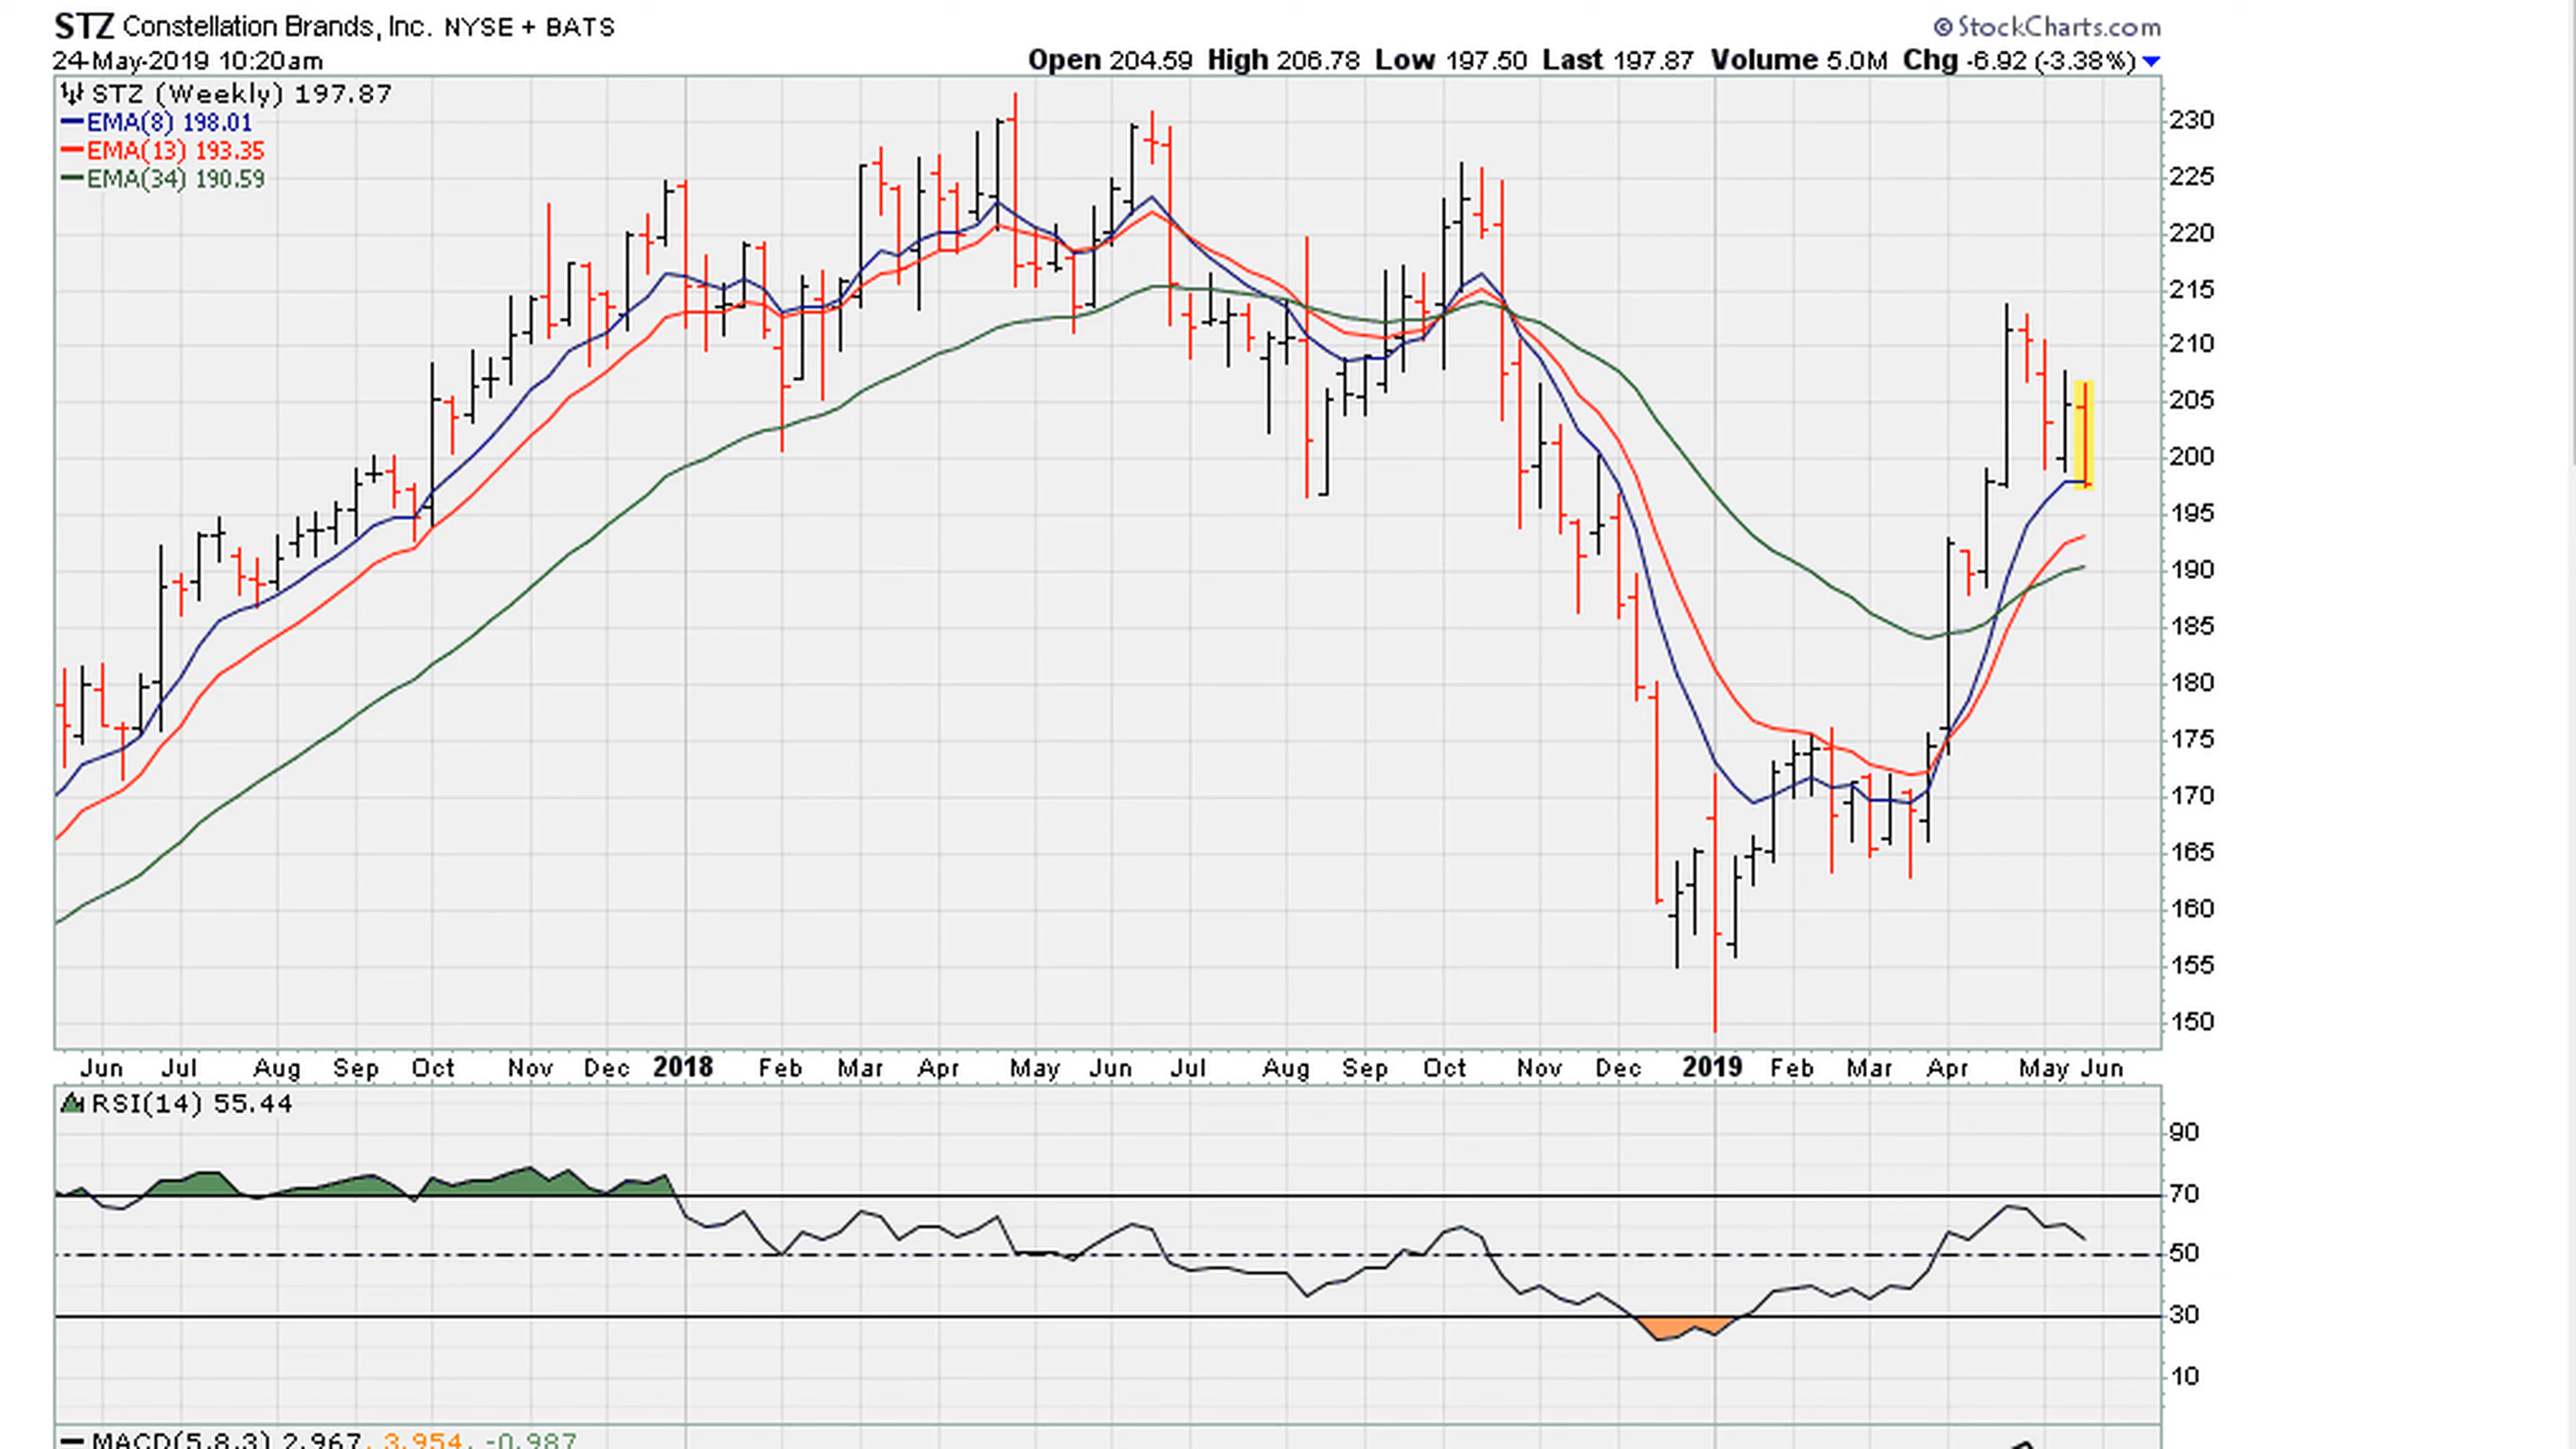 STZ Constellation Brands, Inc. NYSE + BATS
© StockCharts.com
24-May-2019 10:20am
Open 204.59 High 206.78 Low 197.50 Last 197.87 Volume 5.0M Chg -6.92 (-3.38%)
STZ (Weekly) 197.87
EMA(8) 198.01
EMA(13) 193.35
EMA(34) 190.59
230
225
220
215
210
205
200
195
190
185
180
175
170
165
160
155
150
Jun Jul Aug Sep Oct Nov Dec 2018 Feb Mar Apr May Jun Jul Aug Sep Oct Nov Dec 2019 Feb Mar Apr May Jun
RSI(14) 55.44
90
70
50
30
10
MACD(5,8,3) 2.967, 3.954, -0.987